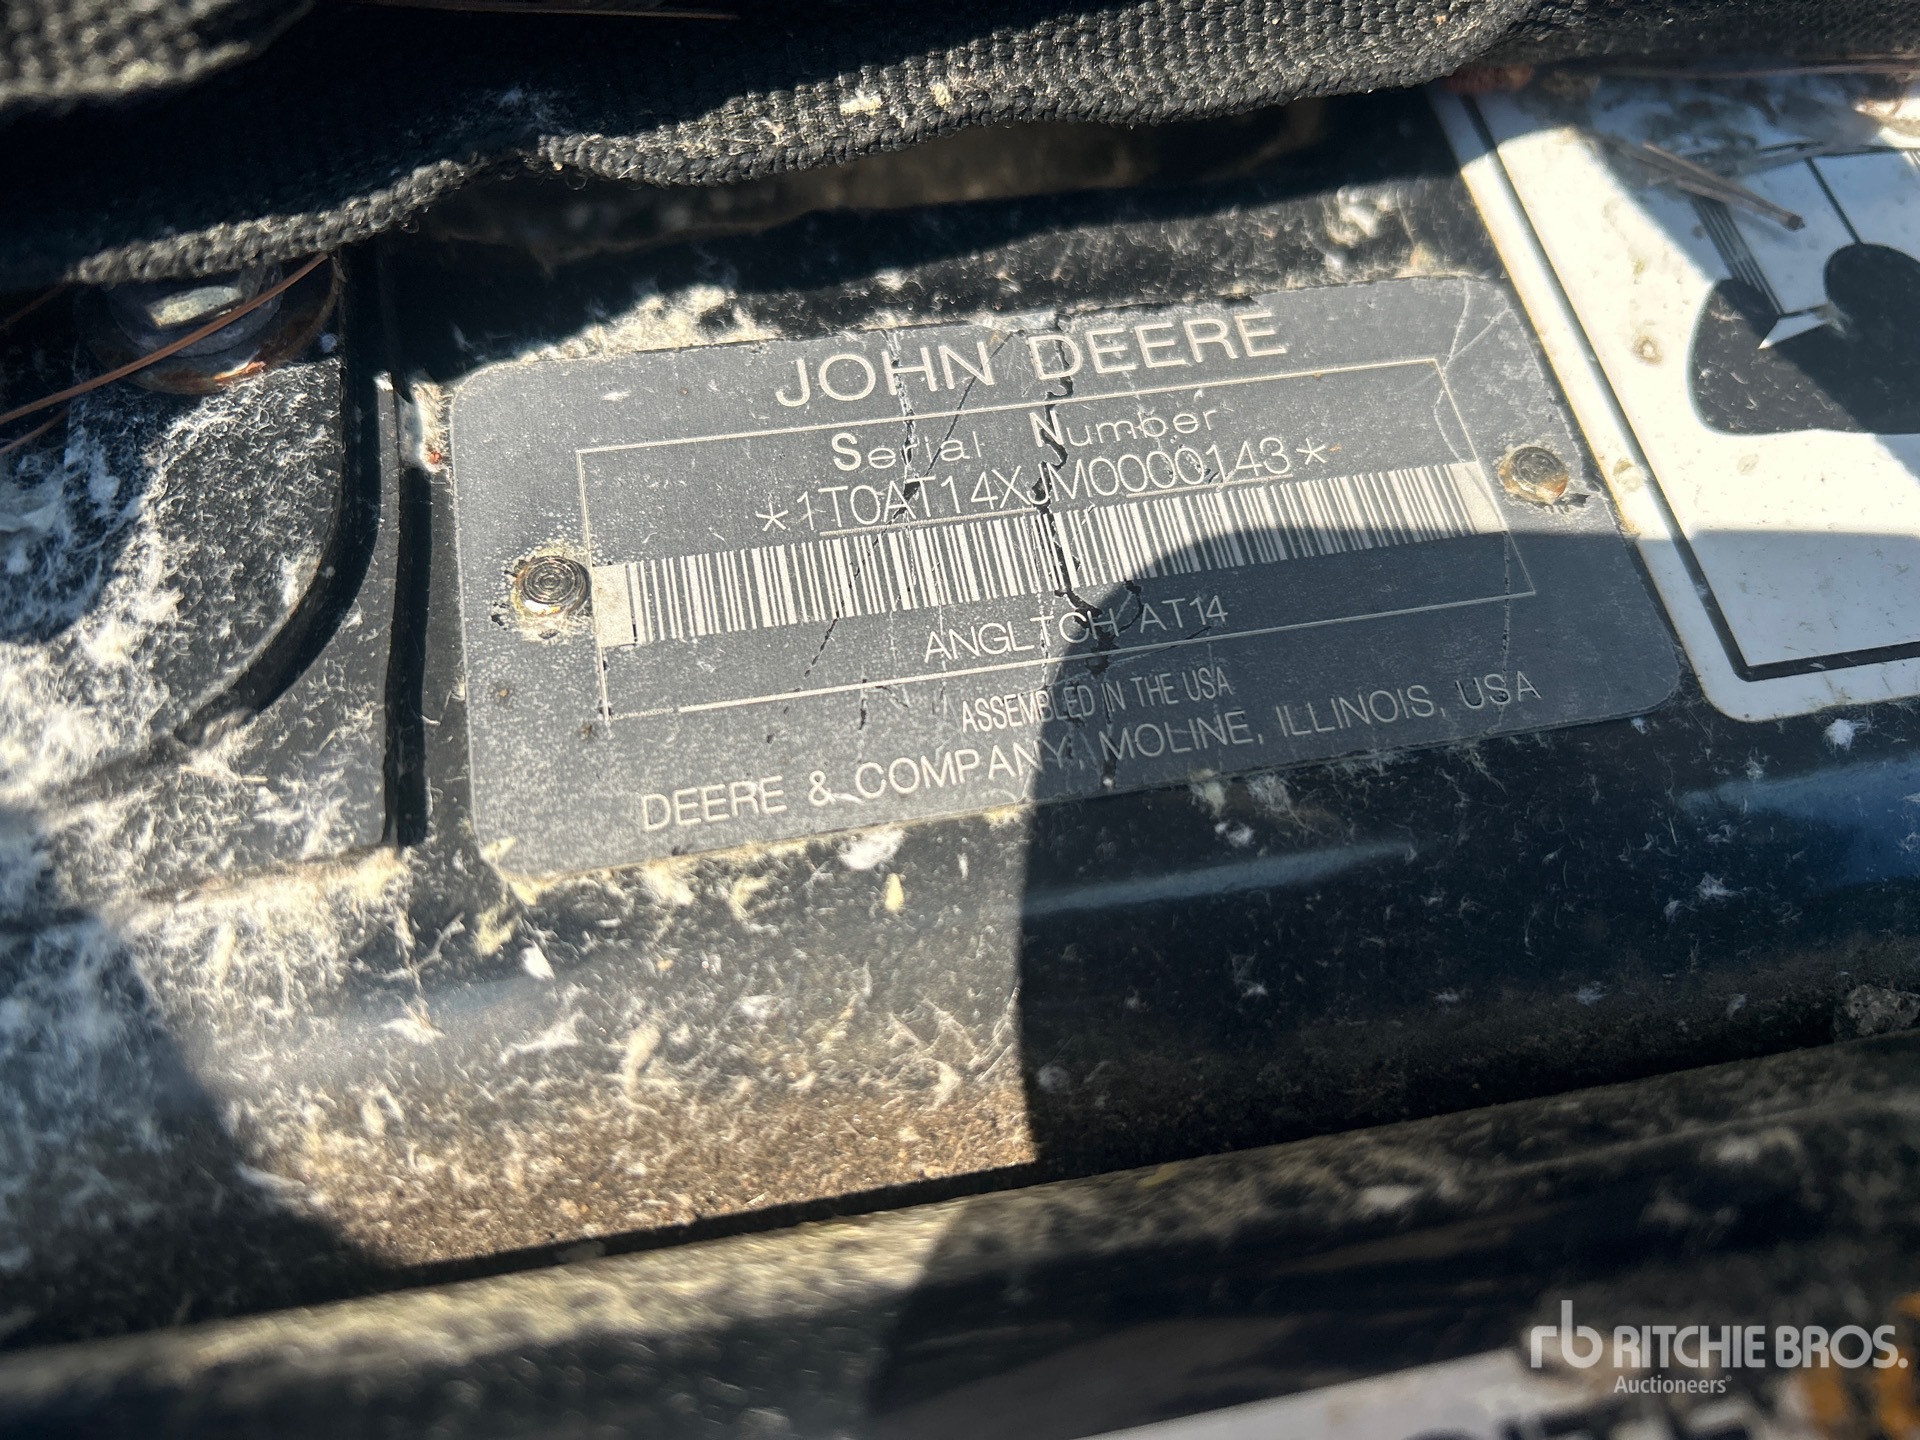 JOHN DEERE
Serial Number
*1T0AT14XJM0000143*
ANGLTCH AT14
ASSEMBLED IN THE USA
DEERE & COMPANY, MOLINE, ILLINOIS, USA
rb RITCHIE BROS.
Auctioneers